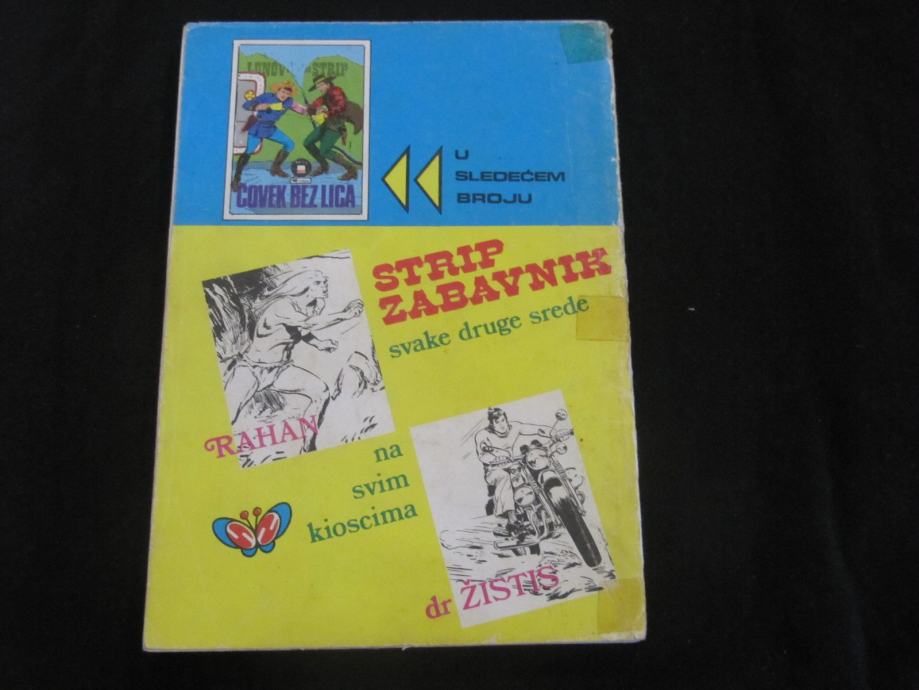 LUNOV STRIP
ČOVEK BEZ LICA
U
SLEDEĆEM
BROJU
STRIP
ZABAVNIK
svake druge srede
RAHAN
na
svim
kioscima
dr ŽISTIS